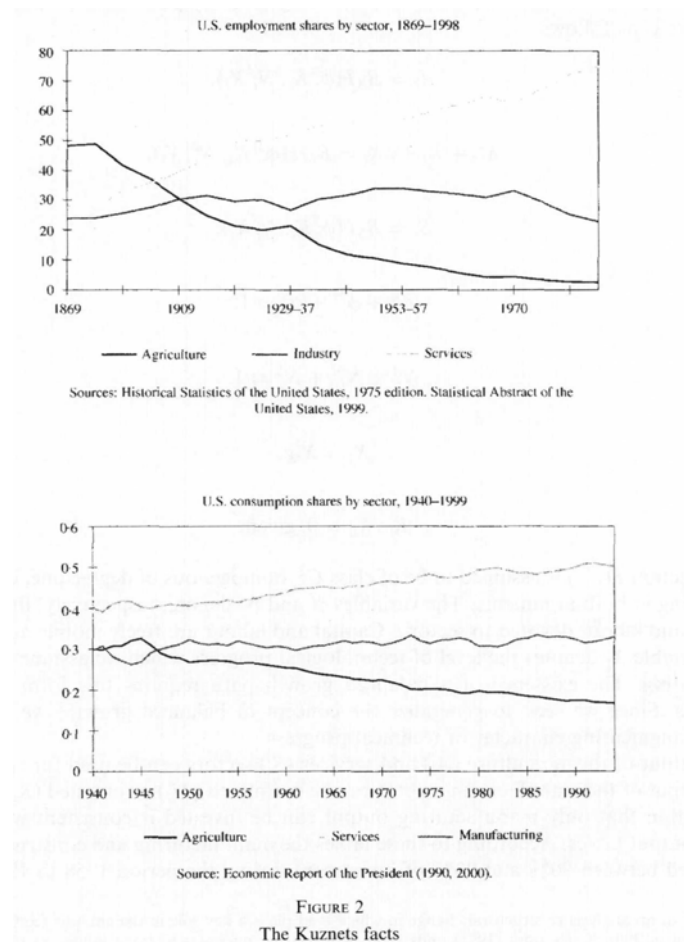 U.S. employment shares by sector, 1869–1998
80
70
60
50
40
30
20
10
0
1869 1909 1929–37 1953–57 1970
Agriculture Industry Services
Sources: Historical Statistics of the United States, 1975 edition. Statistical Abstract of the
United States, 1999.
U.S. consumption shares by sector, 1940–1999
0·6
0·5
0·4
0·3
0·2
0·1
0
1940 1945 1950 1955 1960 1965 1970 1975 1980 1985 1990
Agriculture Services Manufacturing
Source: Economic Report of the President (1990, 2000).
FIGURE 2
The Kuznets facts